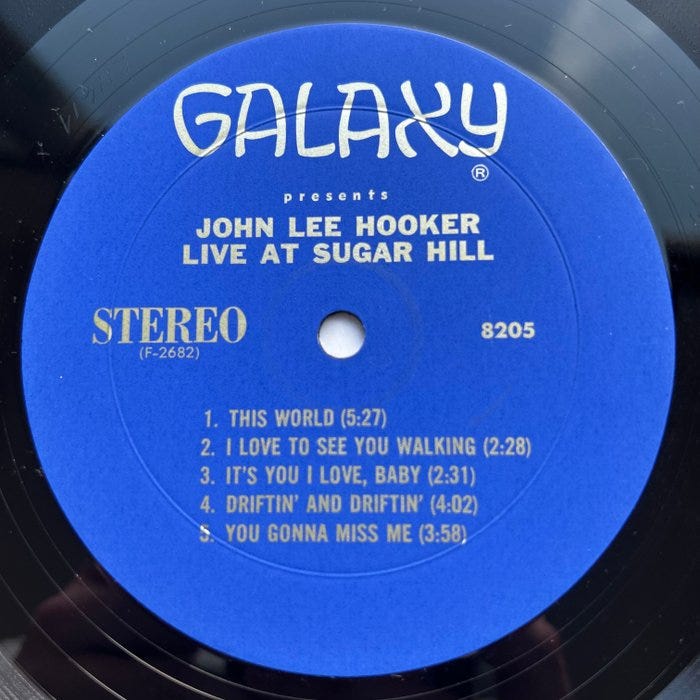 GALAXY
®
presents
JOHN LEE HOOKER
LIVE AT SUGAR HILL
STEREO
(F-2682)
8205
1. THIS WORLD (5:27)
2. I LOVE TO SEE YOU WALKING (2:28)
3. IT'S YOU I LOVE, BABY (2:31)
4. DRIFTIN' AND DRIFTIN' (4:02)
5. YOU GONNA MISS ME (3:58)